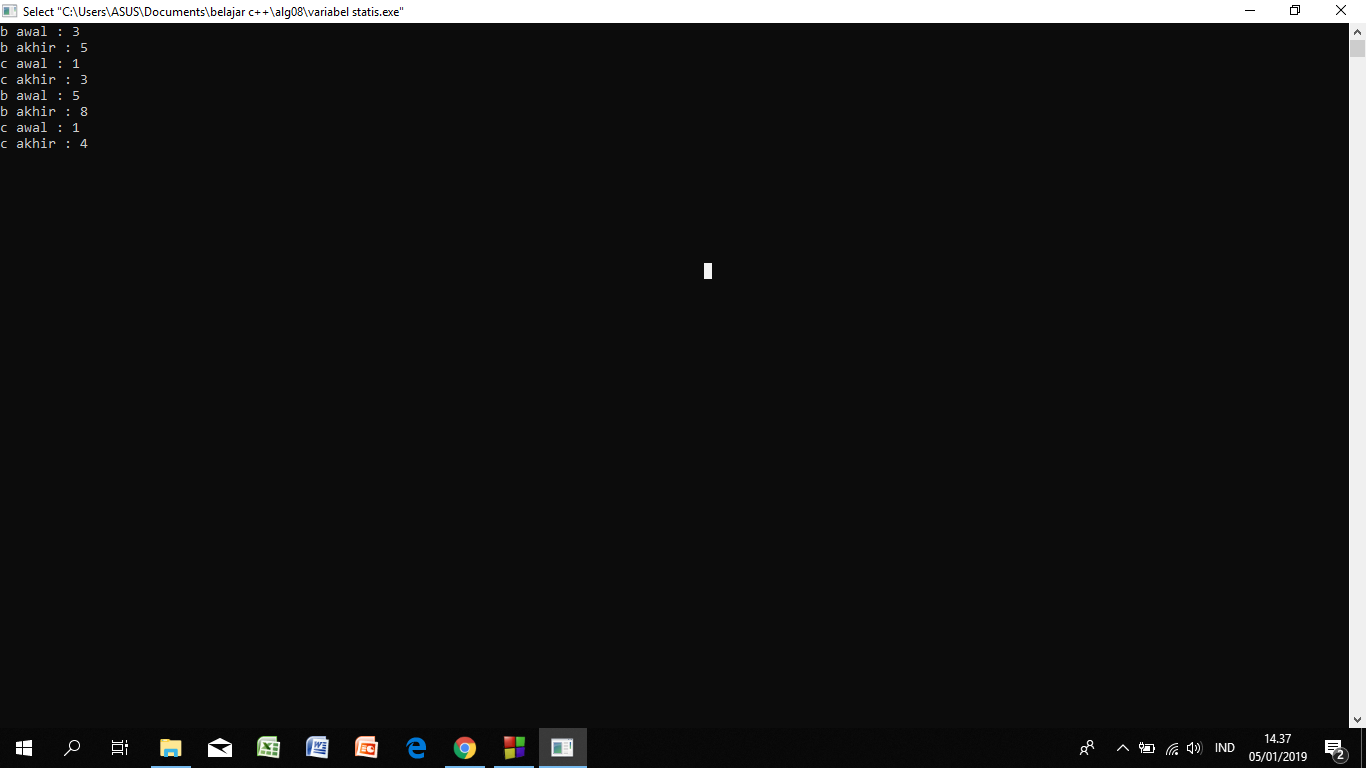 Select "C:\Users\ASUS\Documents\belajar c++\alg08\variabel statis.exe"
b awal : 3
b akhir : 5
c awal : 1
c akhir : 3
b awal : 5
b akhir : 8
c awal : 1
c akhir : 4
IND
14.37
05/01/2019
2